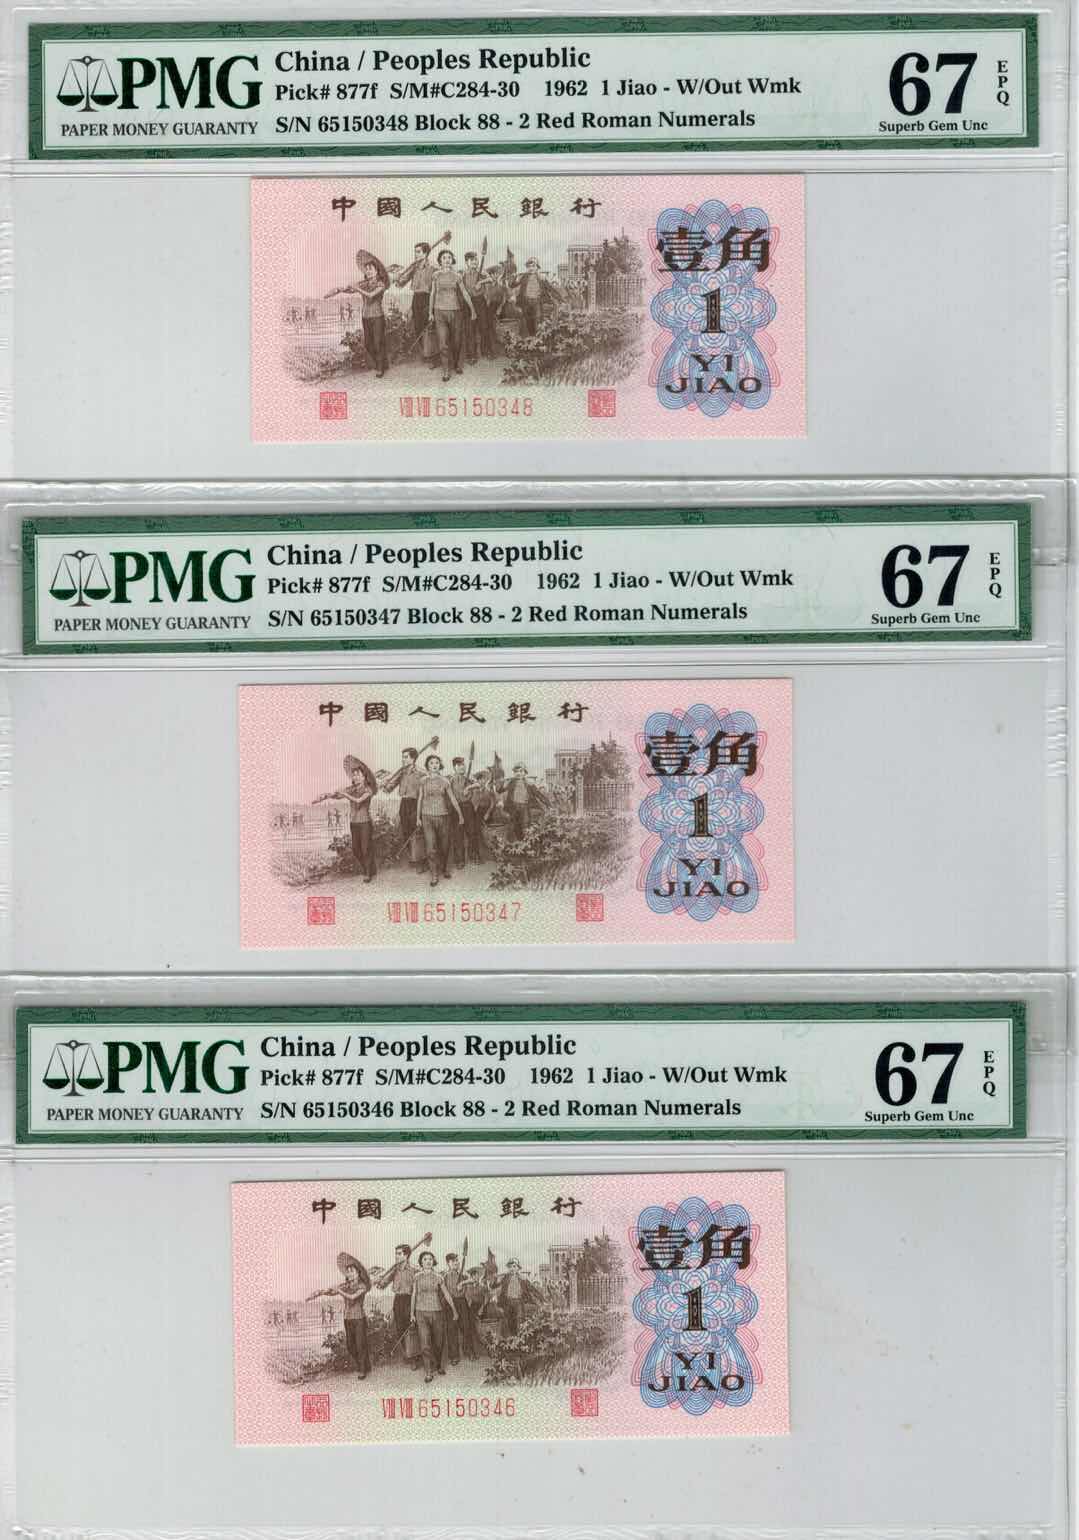 PMG
PAPER MONEY GUARANTY
China / Peoples Republic
Pick# 877f S/M#C284-30 1962 1 Jiao - W/Out Wmk
S/N 65150348 Block 88 - 2 Red Roman Numerals
67
EPQ
Superb Gem Unc
中國人民銀行
壹角
1
YI
JIAO
VIII VIII 65150348
PMG
PAPER MONEY GUARANTY
China / Peoples Republic
Pick# 877f S/M#C284-30 1962 1 Jiao - W/Out Wmk
S/N 65150347 Block 88 - 2 Red Roman Numerals
67
EPQ
Superb Gem Unc
中國人民銀行
壹角
1
YI
JIAO
VIII VIII 65150347
PMG
PAPER MONEY GUARANTY
China / Peoples Republic
Pick# 877f S/M#C284-30 1962 1 Jiao - W/Out Wmk
S/N 65150346 Block 88 - 2 Red Roman Numerals
67
EPQ
Superb Gem Unc
中國人民銀行
壹角
1
YI
JIAO
VIII VIII 65150346